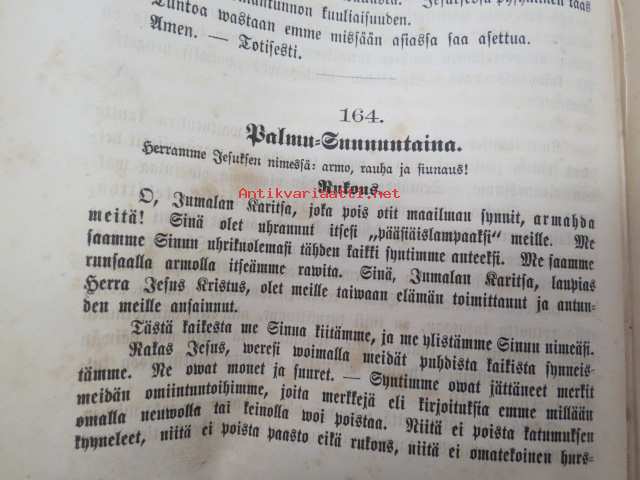 kuuliaisuuden.
Tuntoa wastaan emme missään asiassa saa asettua.
Amen. — Totisesti.
164.
Palmu-Sunnuntaina.
Herramme Jesuksen nimessä: armo, rauha ja siunaus!
Rukous.
Antikvariaatti.net
O, Jumalan Karitsa, joka pois otit maailman synnit, armahda
meitä! Sinä olet uhrannut itsesi „pääsiäislampaaksi“ meille. Me
saamme Sinun uhrikuolemasi tähden kaikki syntimme anteeksi. Me saamme
runsaalla armolla itseämme rawita. Sinä, Jumalan Karitsa, laupias
Herra Jesus Kristus, olet meille taiwaan elämän toimittanut ja antun-
den meille ansainnut.
Tästä kaikesta me Sinua kiitämme, ja me ylistämme Sinun nimeäsi.
Rakas Jesus, weresi woimalla meidät puhdista kaikista synneis-
tämme. Ne owat monet ja suuret. — Syntimme owat jättäneet merkit
meidän omiintuntoihimme, joita merkkejä eli kirjoituksia emme millään
omalla neuwolla tai keinolla woi poistaa. Niitä ei poista katumuksen
kyyneleet, niitä ei poista paasto eikä rukous, niitä ei omatekoinen hurs-